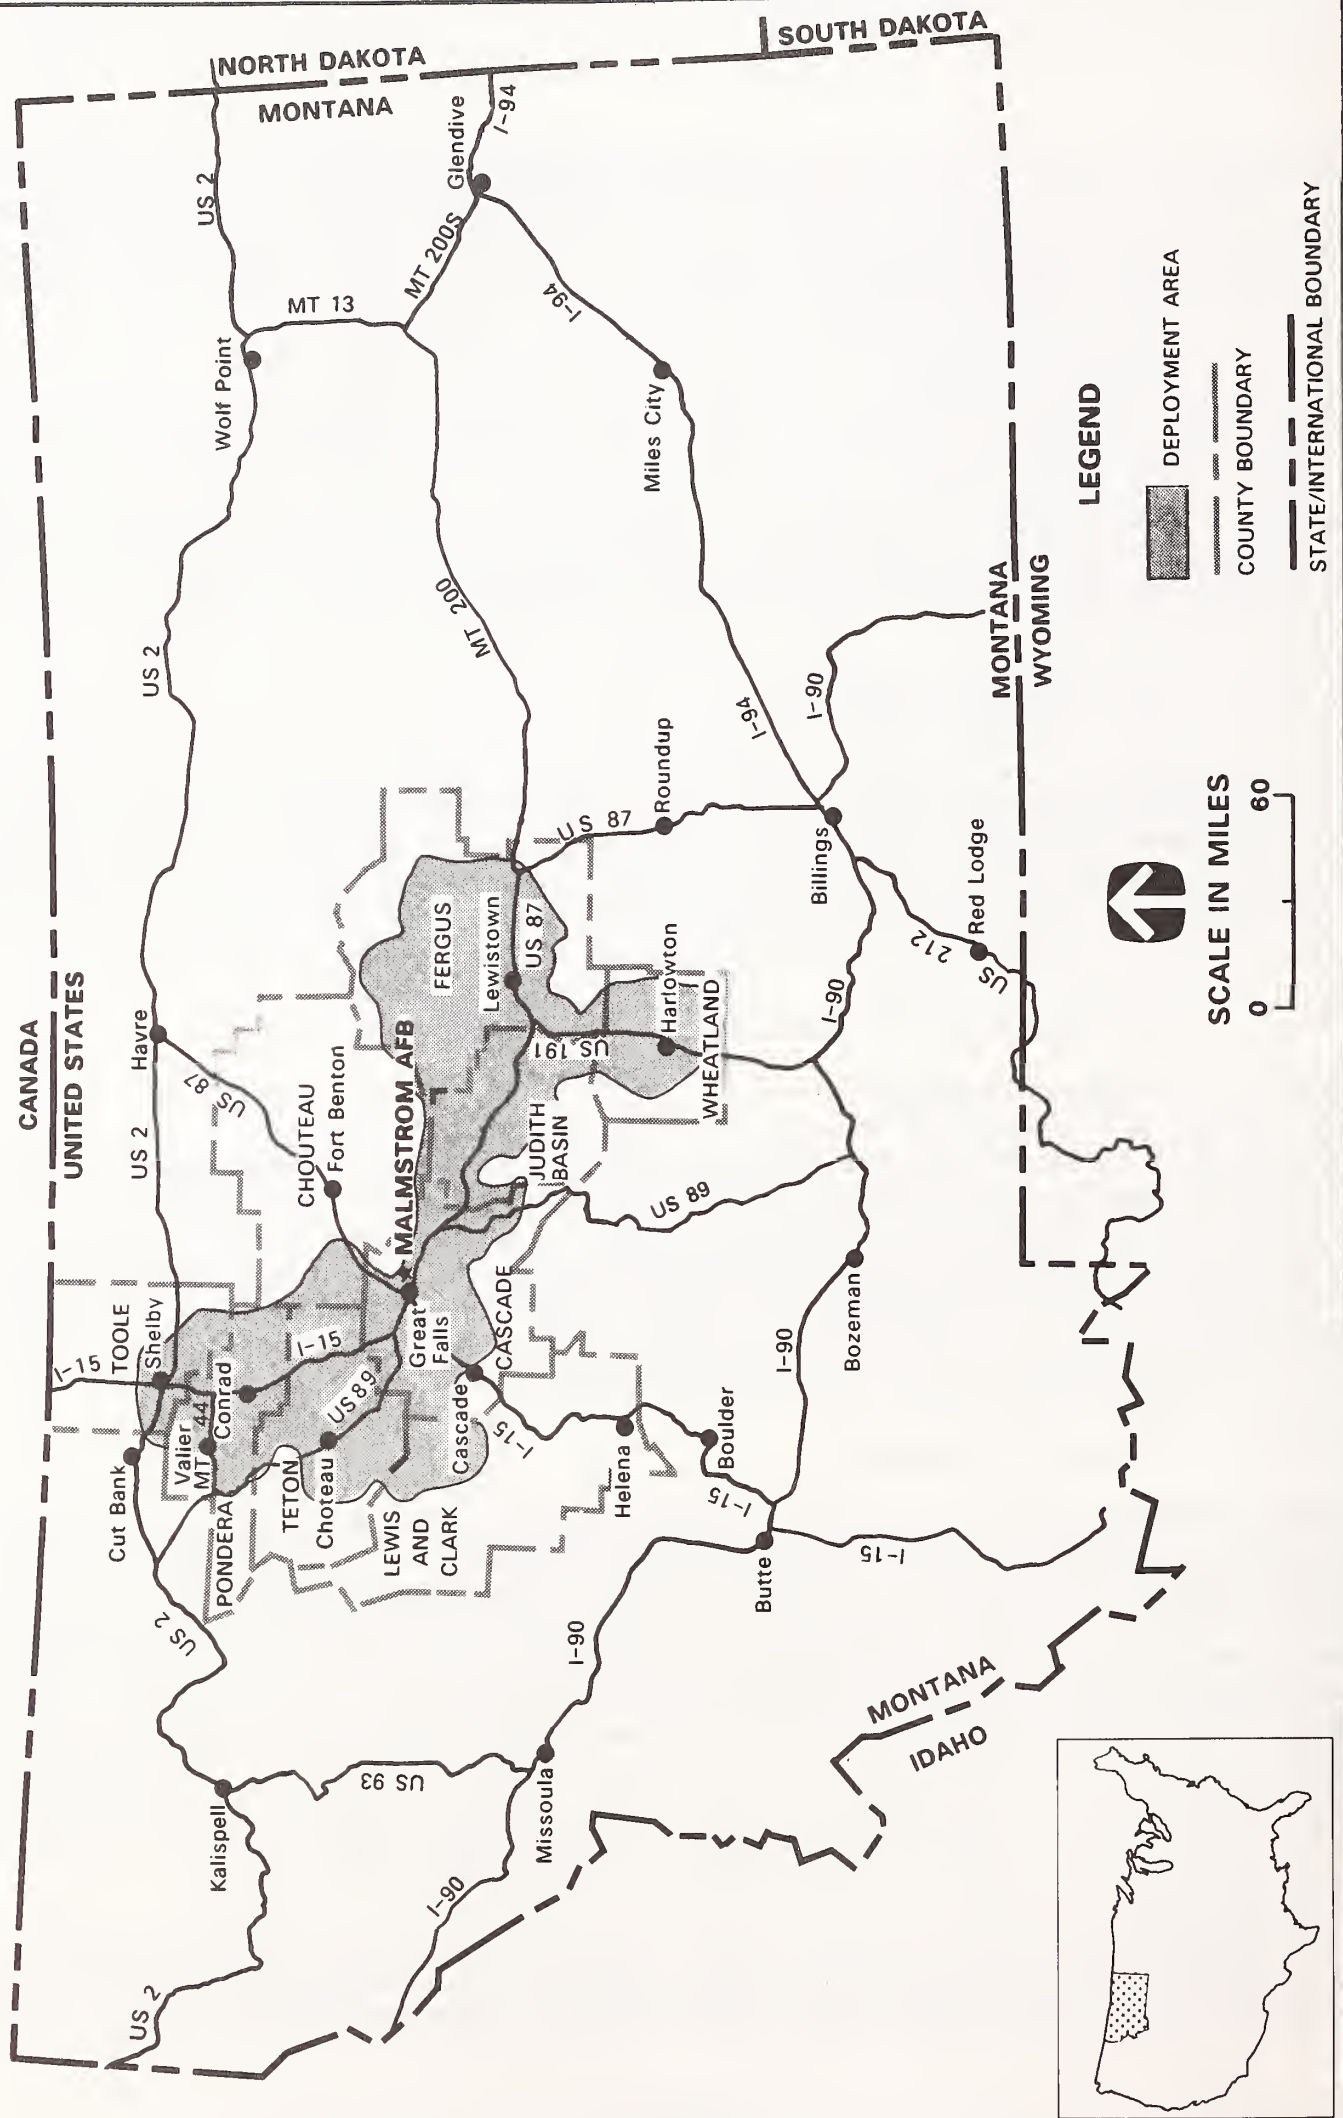 CANADA
UNITED STATES
NORTH DAKOTA
MONTANA
SOUTH DAKOTA
US 2
Kalispell
US 2
Cut Bank
I-15
TOOLE
Shelby
US 2
Havre
US 2
US 2
Wolf Point
MT 13
Valier
MT 44
Conrad
PONDERA
I-15
TETON
Choteau
US 89
US 87
CHOUTEAU
Fort Benton
MALMSTROM AFB
Great
Falls
LEWIS
AND
CLARK
Cascade
CASCADE
I-15
FERGUS
Lewistown
US 87
JUDITH
BASIN
US 191
Harlowton
WHEATLAND
MT 200
MT 200S
Glendive
I-94
I-94
Miles City
I-94
US 87
Roundup
Billings
I-90
US 212
Red Lodge
I-90
US 89
Bozeman
I-90
Helena
Boulder
I-15
Butte
I-15
I-90
Missoula
US 93
I-90
MONTANA
IDAHO
MONTANA
WYOMING
SCALE IN MILES
0 60
LEGEND
DEPLOYMENT AREA
COUNTY BOUNDARY
STATE/INTERNATIONAL BOUNDARY